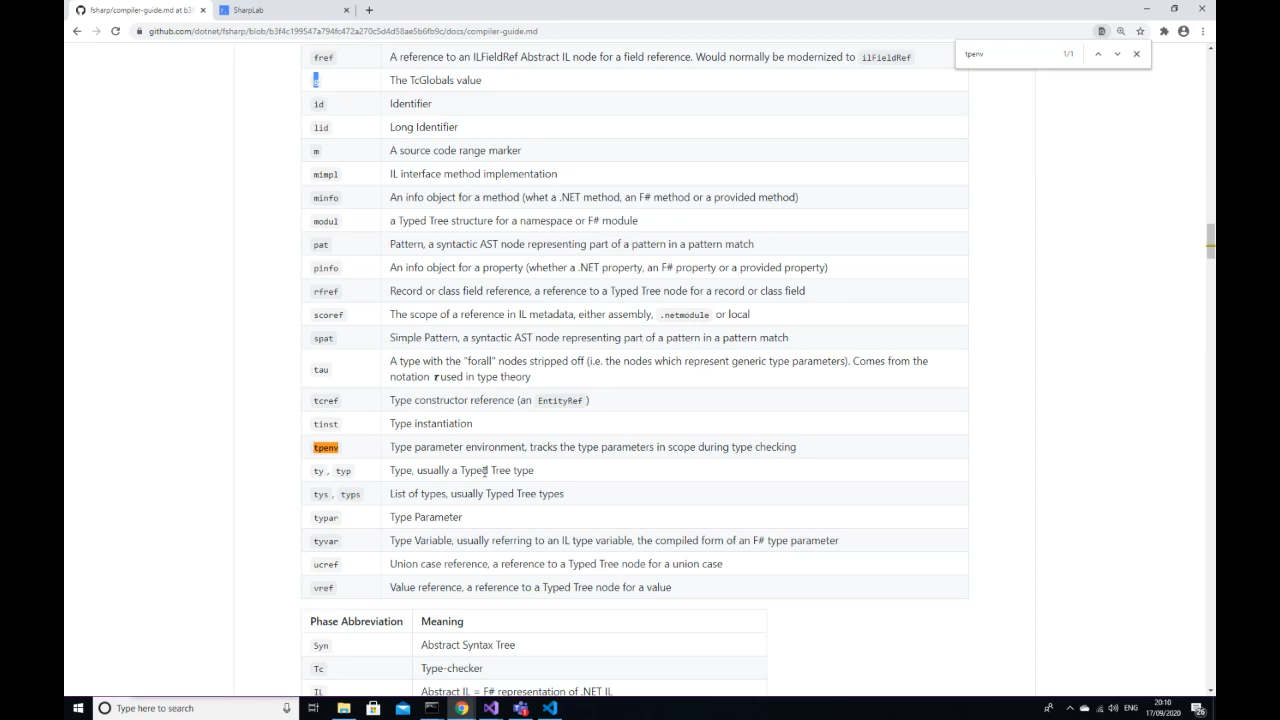 fsharp/compiler-guide.md at b3f
SharpLab
github.com/dotnet/fsharp/blob/b3f4c199547a794fc472a270c5d4d58ae5b6fb9c/docs/compiler-guide.md
tpenv 1/1
fref A reference to an ILFieldRef Abstract IL node for a field reference. Would normally be modernized to ilFieldRef
g The TcGlobals value
id Identifier
lid Long Identifier
m A source code range marker
mimpl IL interface method implementation
minfo An info object for a method (whet a .NET method, an F# method or a provided method)
modul a Typed Tree structure for a namespace or F# module
pat Pattern, a syntactic AST node representing part of a pattern in a pattern match
pinfo An info object for a property (whether a .NET property, an F# property or a provided property)
rfref Record or class field reference, a reference to a Typed Tree node for a record or class field
scoref The scope of a reference in IL metadata, either assembly, .netmodule or local
spat Simple Pattern, a syntactic AST node representing part of a pattern in a pattern match
tau A type with the "forall" nodes stripped off (i.e. the nodes which represent generic type parameters). Comes from the
notation 𝞃 used in type theory
tcref Type constructor reference (an EntityRef )
tinst Type instantiation
tpenv Type parameter environment, tracks the type parameters in scope during type checking
ty , typ Type, usually a Typed Tree type
tys , typs List of types, usually Typed Tree types
typar Type Parameter
tyvar Type Variable, usually referring to an IL type variable, the compiled form of an F# type parameter
ucref Union case reference, a reference to a Typed Tree node for a union case
vref Value reference, a reference to a Typed Tree node for a value
Phase Abbreviation Meaning
Syn Abstract Syntax Tree
Tc Type-checker
IL Abstract IL = F# representation of .NET IL
Type here to search
ENG
20:10
17/09/2020
26